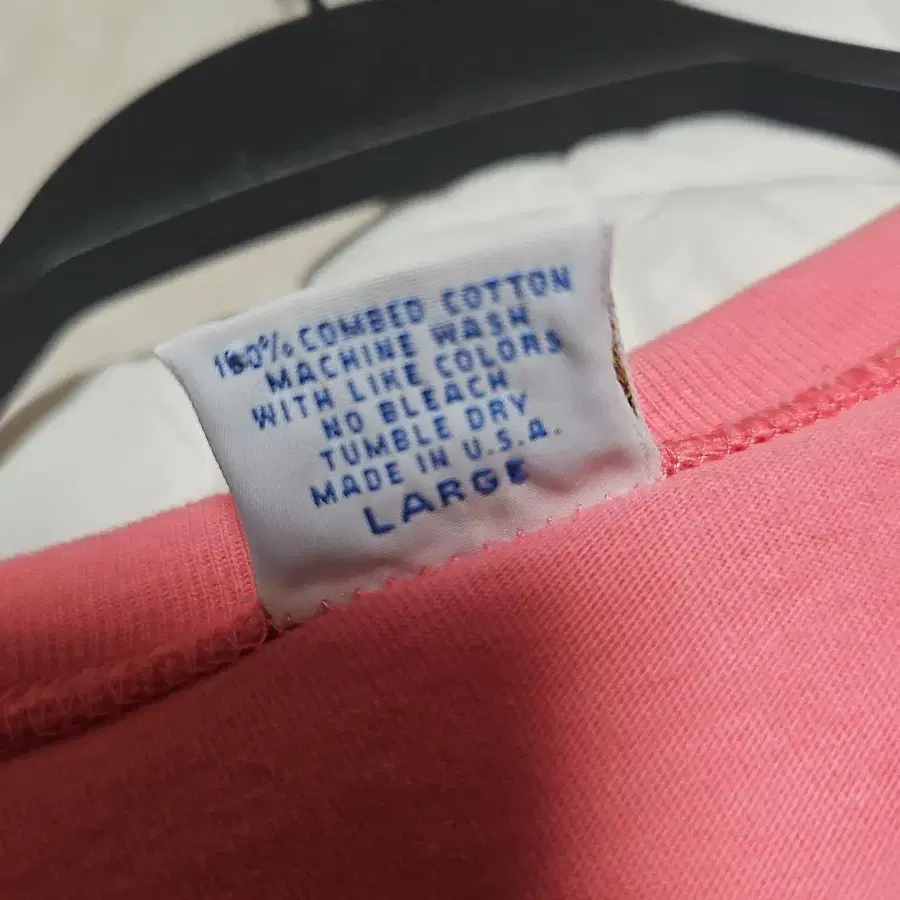 100% COMBED COTTON
MACHINE WASH
WITH LIKE COLORS
NO BLEACH
TUMBLE DRY
MADE IN U.S.A.
LARGE